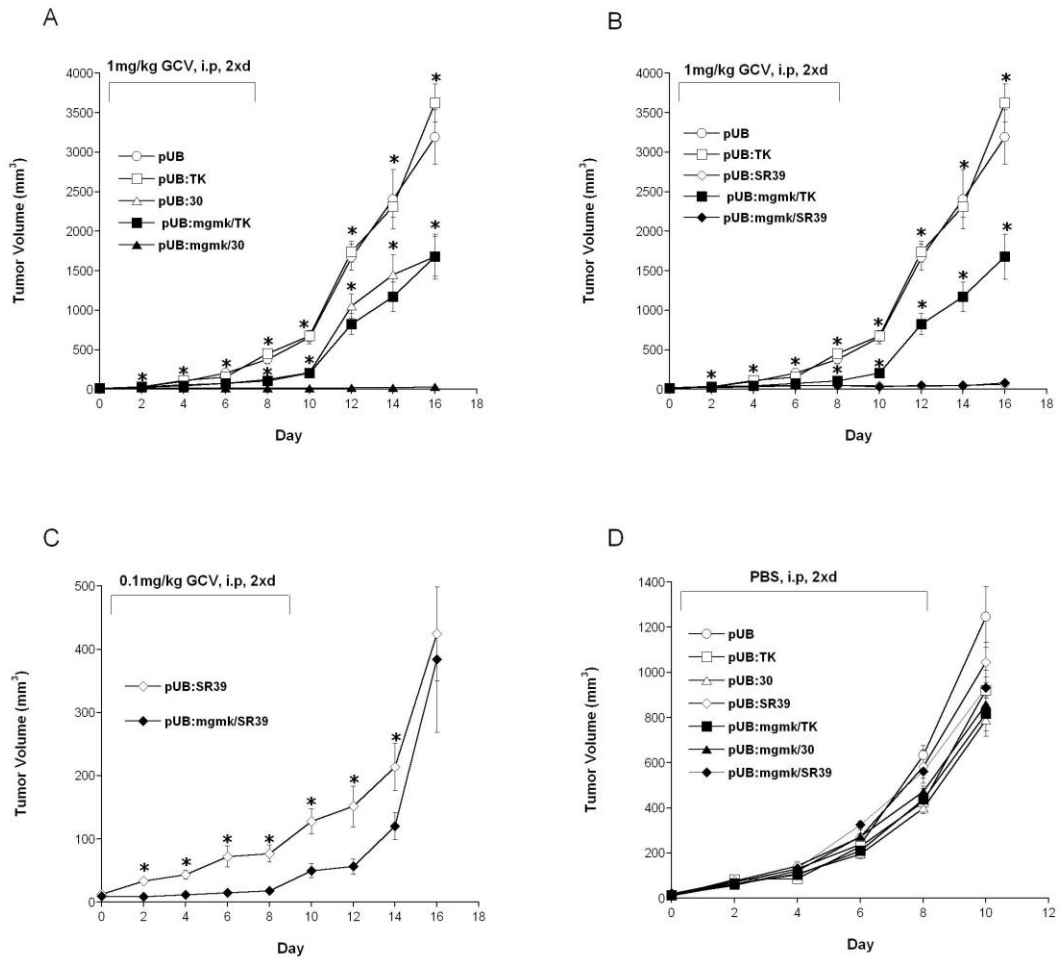 A
1mg/kg GCV, i.p, 2xd
4000
3500
3000
2500
2000
1500
1000
500
0
Tumor Volume (mm³)
pUB
pUB:TK
pUB:30
pUB:mgmk/TK
pUB:mgmk/30
* * * * * * * * * * * * *
0 2 4 6 8 10 12 14 16 18
Day
B
1mg/kg GCV, i.p, 2xd
4000
3500
3000
2500
2000
1500
1000
500
0
Tumor Volume (mm³)
pUB
pUB:TK
pUB:SR39
pUB:mgmk/TK
pUB:mgmk/SR39
* * * * * * * * * * * * *
0 2 4 6 8 10 12 14 16 18
Day
C
0.1mg/kg GCV, i.p, 2xd
500
400
300
200
100
0
Tumor Volume (mm³)
pUB:SR39
pUB:mgmk/SR39
* * * * * * *
0 2 4 6 8 10 12 14 16 18
Day
D
PBS, i.p, 2xd
1400
1200
1000
800
600
400
200
0
Tumor Volume (mm³)
pUB
pUB:TK
pUB:30
pUB:SR39
pUB:mgmk/TK
pUB:mgmk/30
pUB:mgmk/SR39
0 2 4 6 8 10 12
Day